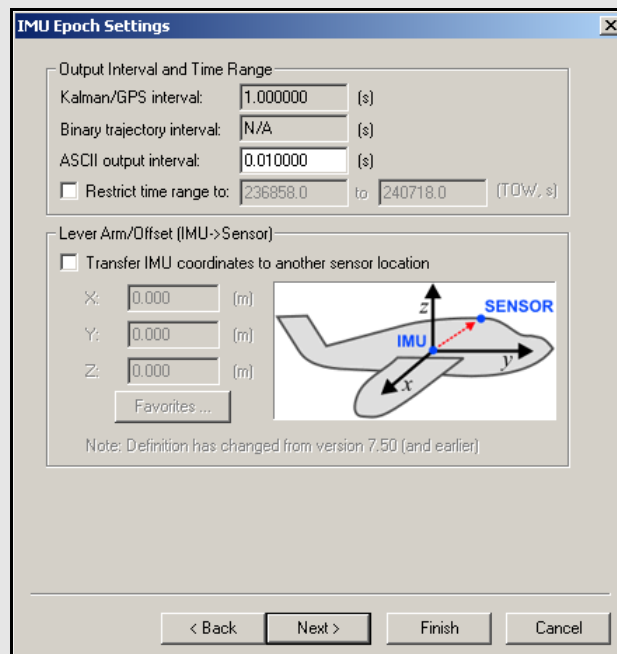 IMU Epoch Settings
Output Interval and Time Range
Kalman/GPS interval: 1.000000 (s)
Binary trajectory interval: N/A (s)
ASCII output interval: 0.010000 (s)
Restrict time range to: 236858.0 to 240718.0 (TOW, s)
Lever Arm/Offset (IMU->Sensor)
Transfer IMU coordinates to another sensor location
X: 0.000 (m)
Y: 0.000 (m)
Z: 0.000 (m)
Favorites ...
z SENSOR
IMU
y
x
Note: Definition has changed from version 7.50 (and earlier)
< Back Next > Finish Cancel